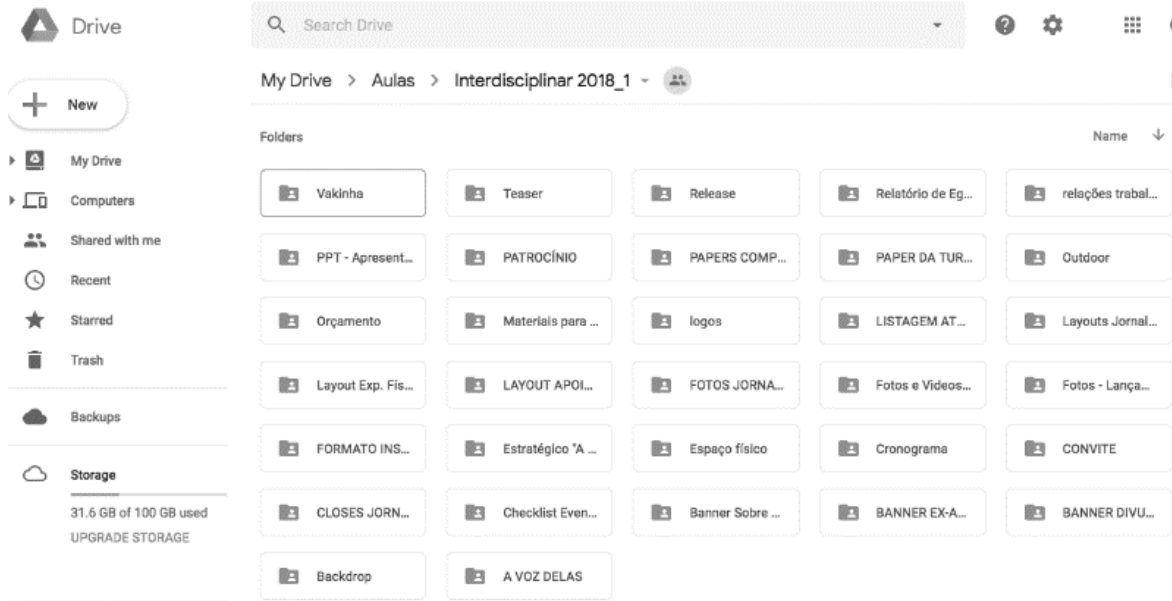 Drive
Search Drive
My Drive > Aulas > Interdisciplinar 2018_1
New
My Drive
Computers
Shared with me
Recent
Starred
Trash
Backups
Storage
31.6 GB of 100 GB used
UPGRADE STORAGE
Folders
Name
Vakinha
Teaser
Release
Relatório de Eg...
relações trabal...
PPT - Apresent...
PATROCÍNIO
PAPERS COMP...
PAPER DA TUR...
Outdoor
Orçamento
Materiais para ...
logos
LISTAGEM AT...
Layouts Jornal...
Layout Exp. Fís...
LAYOUT APOI...
FOTOS JORNA...
Fotos e Videos...
Fotos - Lança...
FORMATO INS...
Estratégico "A ...
Espaço físico
Cronograma
CONVITE
CLOSES JORN...
Checklist Even...
Banner Sobre ...
BANNER EX-A...
BANNER DIVU...
Backdrop
A VOZ DELAS